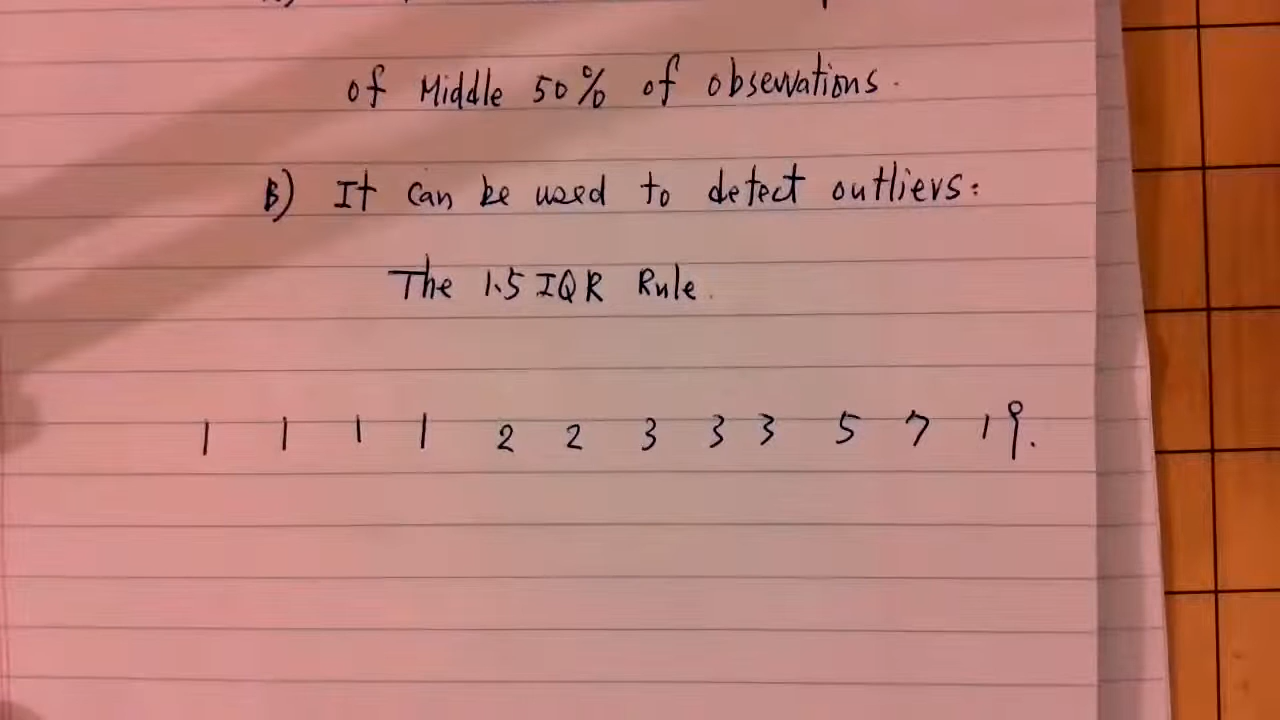 of Middle 50% of observations.
B) It can be used to detect outliers:
The 1.5 IQR Rule.
1 1 1 1 2 2 3 3 3 5 7 19.